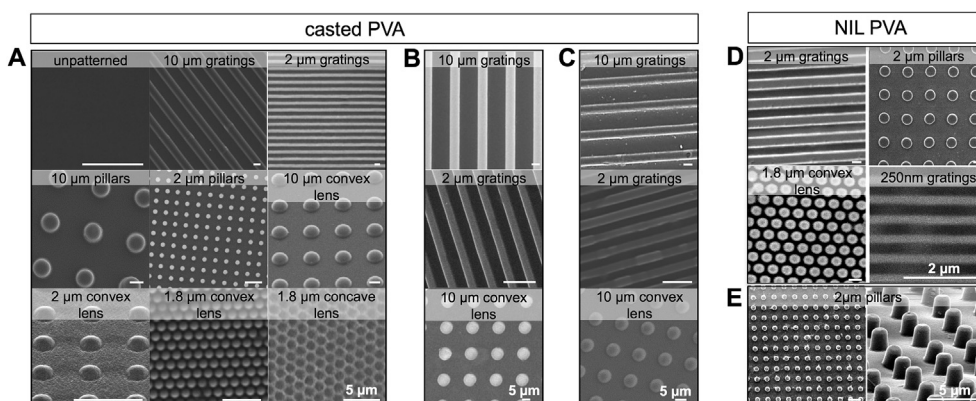 casted PVA
NIL PVA
A
unpatterned
10 µm gratings
2 µm gratings
10 µm pillars
2 µm pillars
10 µm convex
lens
2 µm convex
lens
1.8 µm convex
lens
1.8 µm concave
lens
5 µm
B
10 µm gratings
2 µm gratings
10 µm convex
lens
5 µm
C
10 µm gratings
2 µm gratings
10 µm convex
lens
5 µm
D
2 µm gratings
2 µm pillars
1.8 µm convex
lens
250nm gratings
2 µm
E
2µm pillars
5 µm